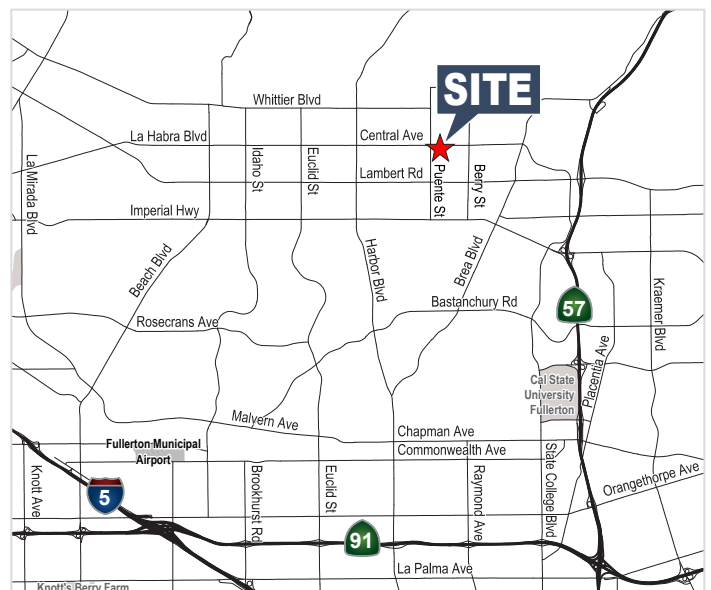 SITE
Whittier Blvd
La Habra Blvd
Central Ave
La Mirada Blvd
Idaho St
Euclid St
Lambert Rd
Puente St
Berry St
Imperial Hwy
Beach Blvd
Harbor Blvd
Brea Blvd
Bastanchury Rd
57
Kraemer Blvd
Rosecrans Ave
Placentia Ave
Cal State
University
Fullerton
Malvern Ave
Chapman Ave
Fullerton Municipal
Airport
Commonwealth Ave
Knott Ave
5
Brookhurst Rd
Euclid St
Raymond Ave
State College Blvd
Orangethorpe Ave
91
La Palma Ave
Knott's Berry Farm